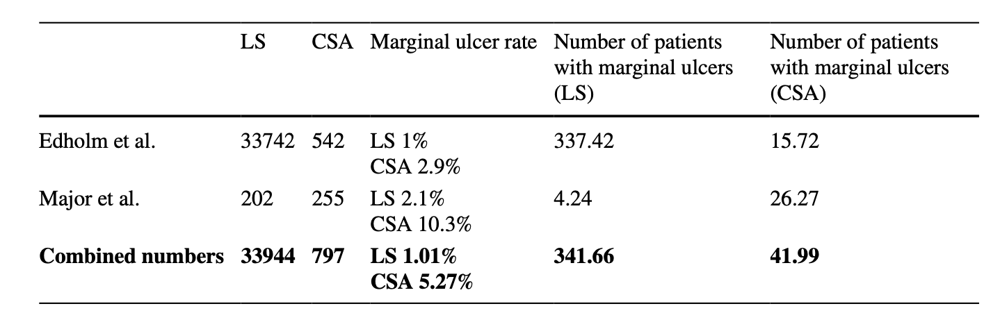 LS CSA Marginal ulcer rate Number of patients Number of patients
with marginal ulcers with marginal ulcers
(LS) (CSA)
Edholm et al. 33742 542 LS 1% 337.42 15.72
CSA 2.9%
Major et al. 202 255 LS 2.1% 4.24 26.27
CSA 10.3%
Combined numbers 33944 797 LS 1.01% 341.66 41.99
CSA 5.27%